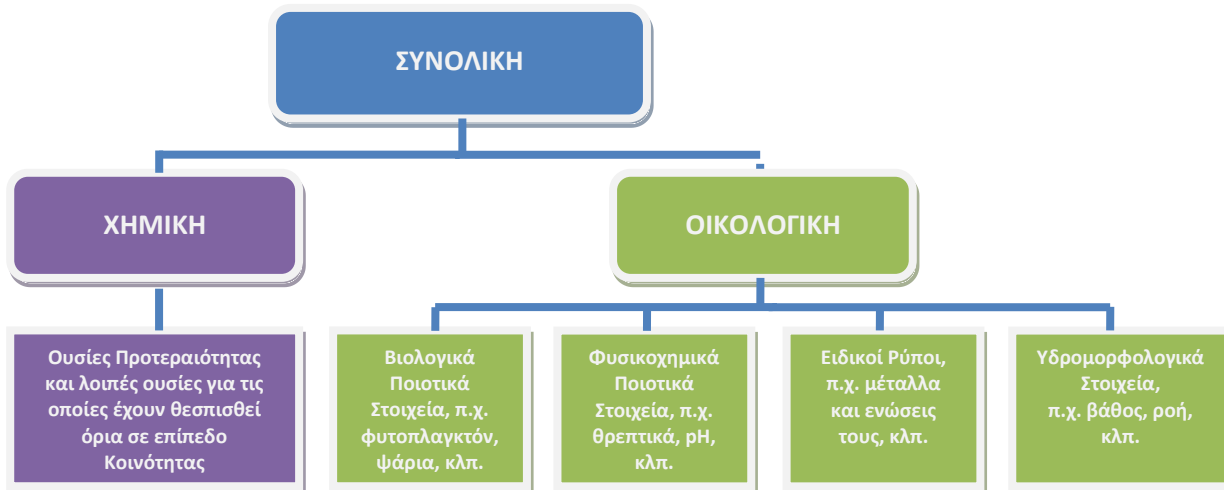 ΣΥΝΟΛΙΚΗ
ΧΗΜΙΚΗ
ΟΙΚΟΛΟΓΙΚΗ
Ουσίες Προτεραιότητας
και λοιπές ουσίες για τις
οποίες έχουν θεσπισθεί
όρια σε επίπεδο
Κοινότητας
Βιολογικά
Ποιοτικά
Στοιχεία, π.χ.
φυτοπλαγκτόν,
ψάρια, κλπ.
Φυσικοχημικά
Ποιοτικά
Στοιχεία, π.χ.
θρεπτικά, pH,
κλπ.
Ειδικοί Ρύποι,
π.χ. μέταλλα
και ενώσεις
τους, κλπ.
Υδρομορφολογικά
Στοιχεία,
π.χ. βάθος, ροή,
κλπ.